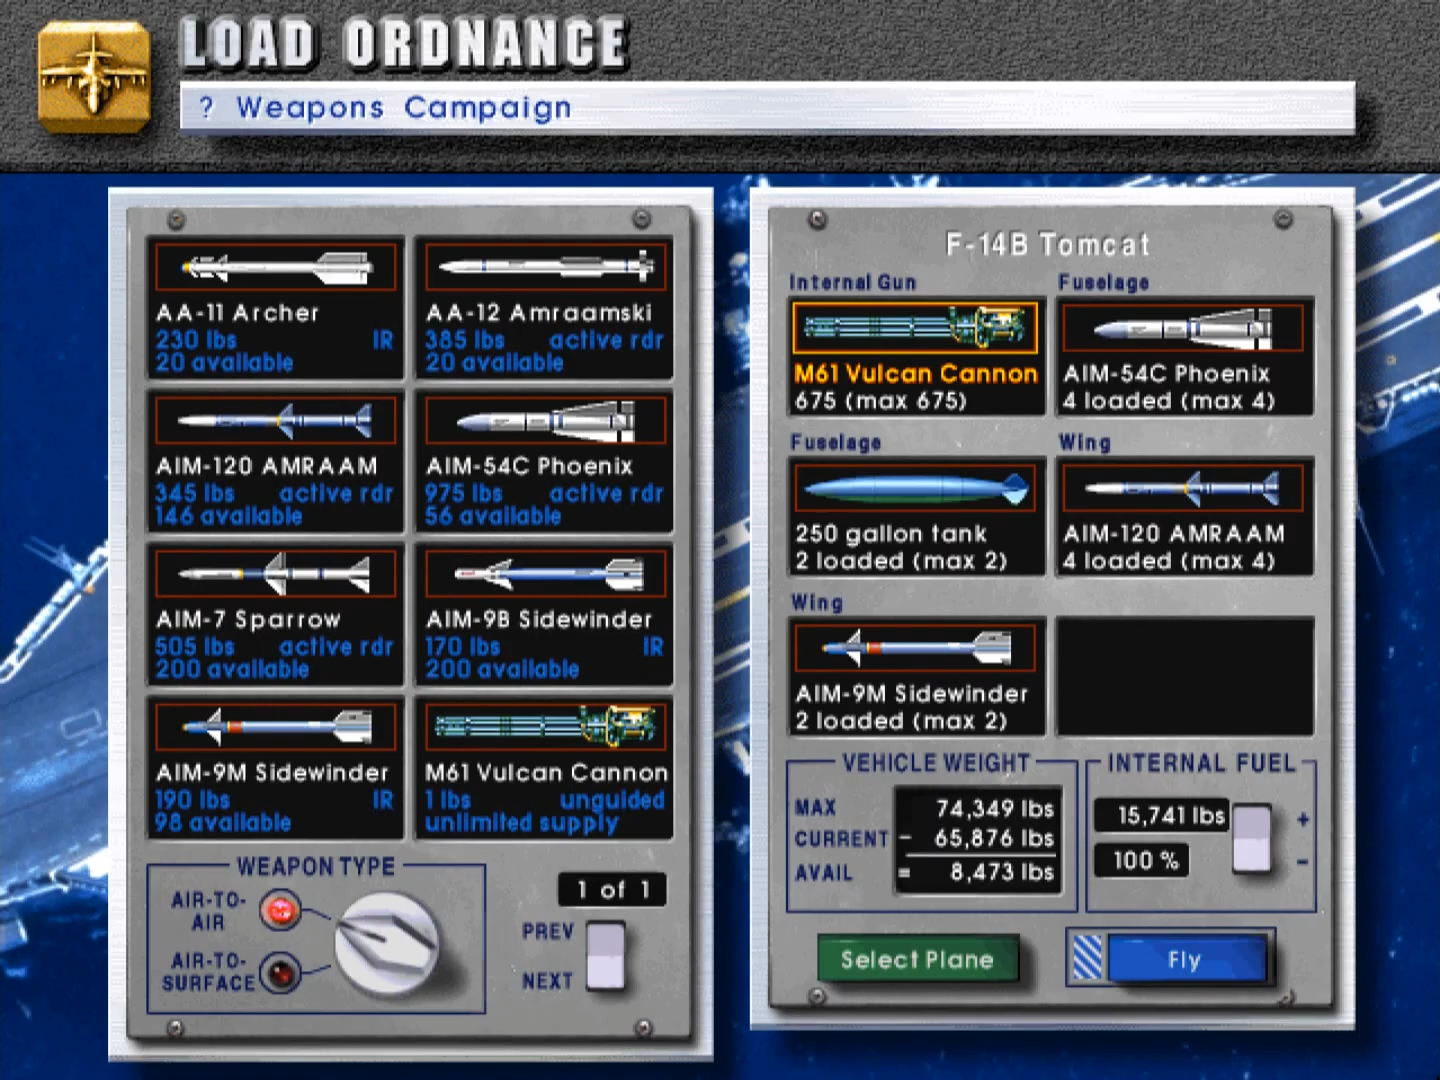 LOAD ORDNANCE
? Weapons Campaign
AA-11 Archer
230 lbs IR
20 available
AA-12 Amraamski
385 lbs active rdr
20 available
AIM-120 AMRAAM
345 lbs active rdr
146 available
AIM-54C Phoenix
975 lbs active rdr
56 available
AIM-7 Sparrow
505 lbs active rdr
200 available
AIM-9B Sidewinder
170 lbs IR
200 available
AIM-9M Sidewinder
190 lbs IR
98 available
M61 Vulcan Cannon
1 lbs unguided
unlimited supply
WEAPON TYPE
AIR-TO-
AIR
AIR-TO-
SURFACE
1 of 1
PREV
NEXT
F-14B Tomcat
Internal Gun
M61 Vulcan Cannon
675 (max 675)
Fuselage
AIM-54C Phoenix
4 loaded (max 4)
Fuselage
250 gallon tank
2 loaded (max 2)
Wing
AIM-120 AMRAAM
4 loaded (max 4)
Wing
AIM-9M Sidewinder
2 loaded (max 2)
VEHICLE WEIGHT
MAX 74,349 lbs
CURRENT - 65,876 lbs
AVAIL = 8,473 lbs
INTERNAL FUEL
15,741 lbs +
100 % -
Select Plane
Fly